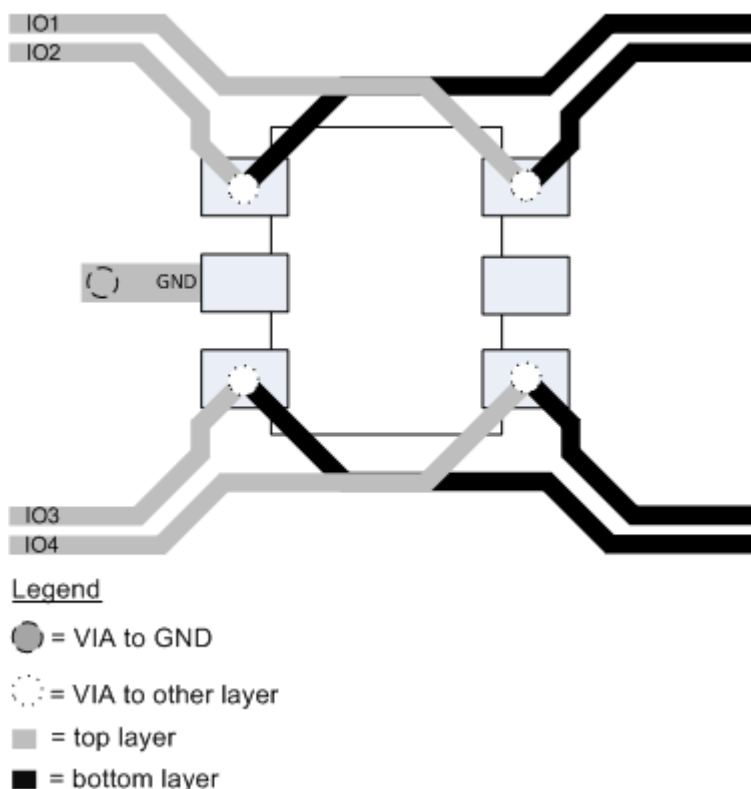 IO1
IO2
GND
IO3
IO4
Legend
= VIA to GND
= VIA to other layer
= top layer
= bottom layer